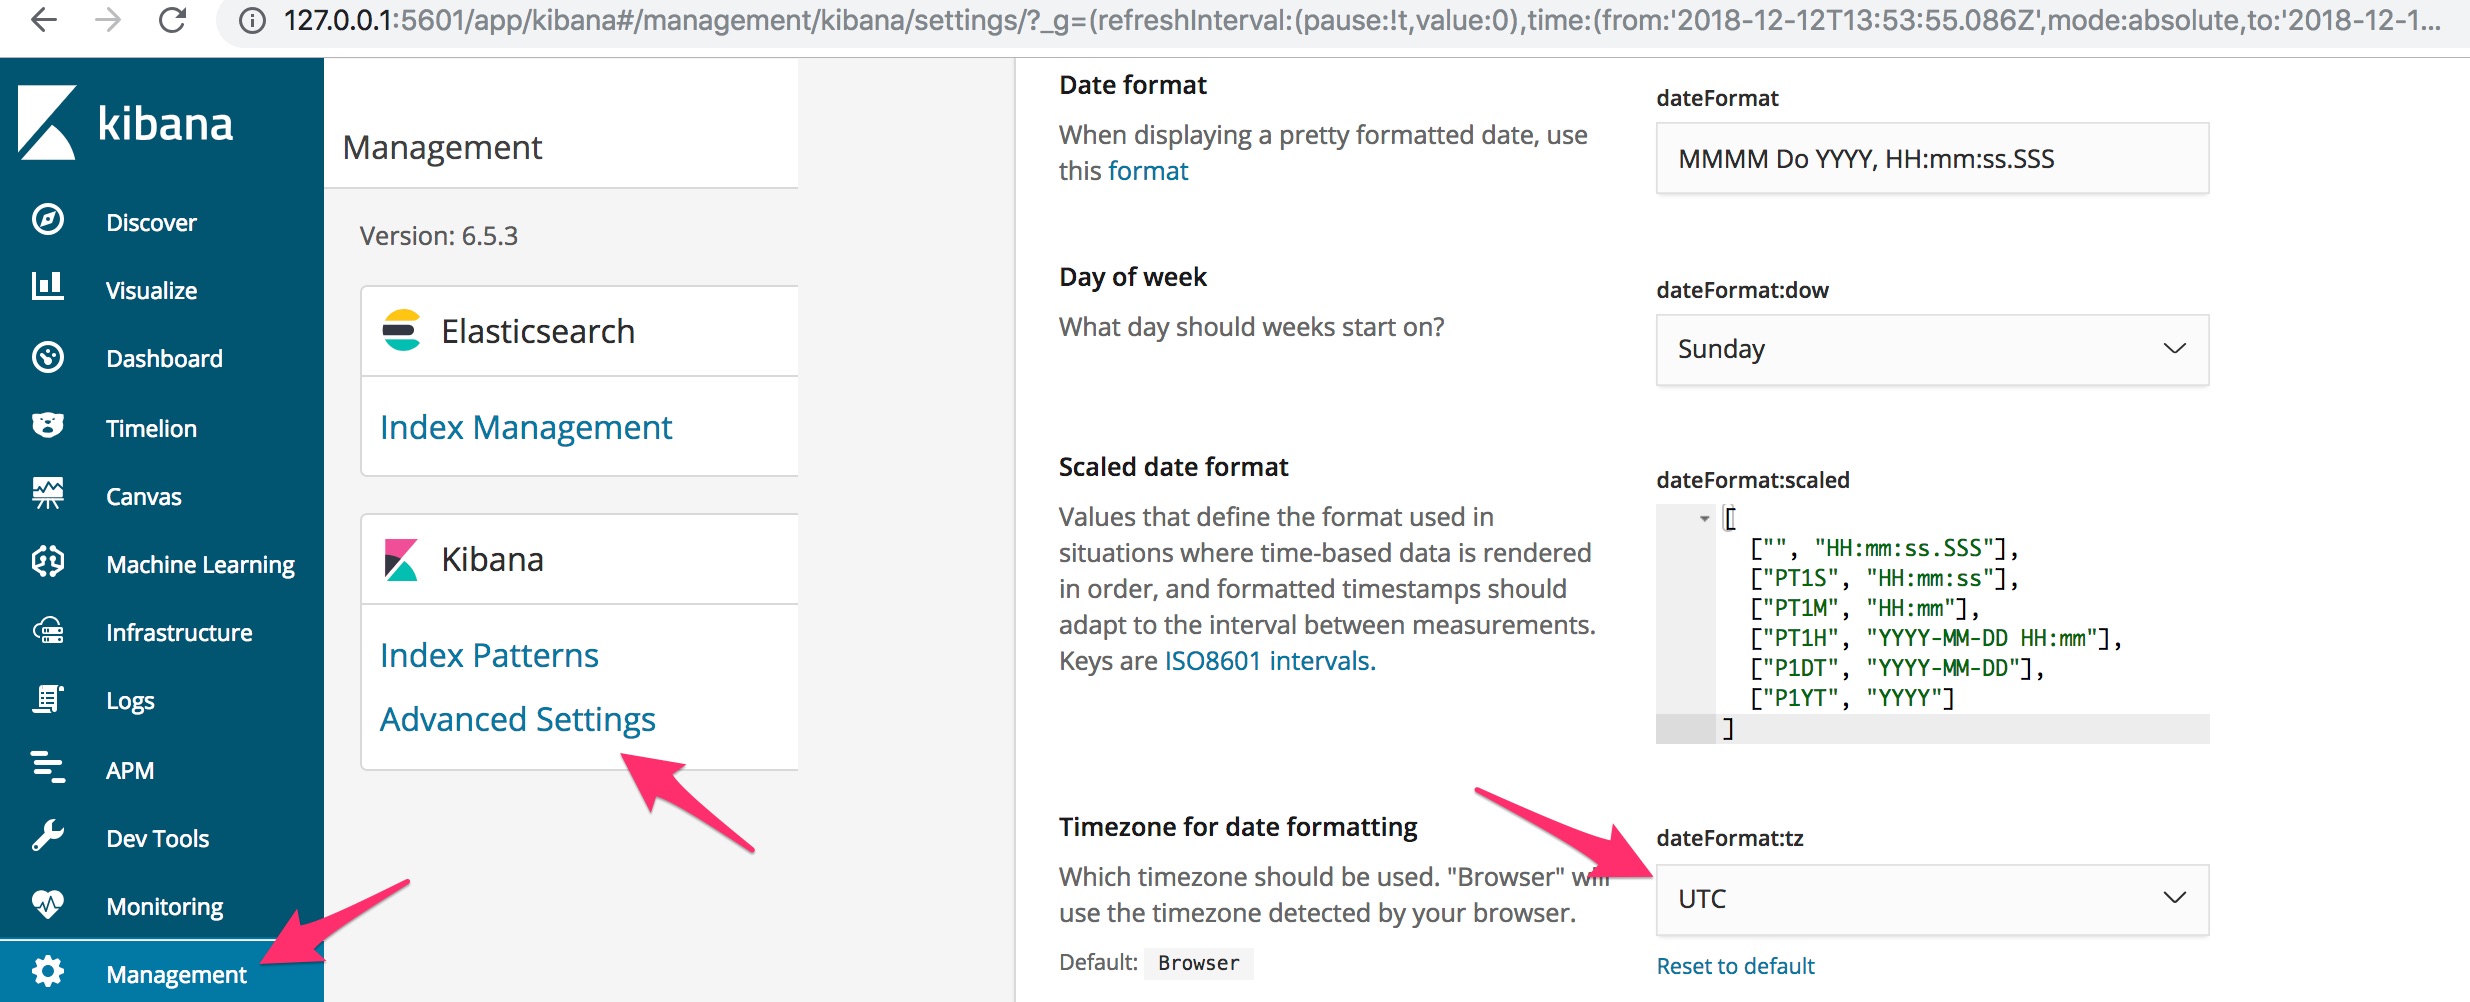 127.0.0.1:5601/app/kibana#/management/kibana/settings/?_g=(refreshInterval:(pause:!t,value:0),time:(from:'2018-12-12T13:53:55.086Z',mode:absolute,to:'2018-12-1...
kibana
Discover
Visualize
Dashboard
Timelion
Canvas
Machine Learning
Infrastructure
Logs
APM
Dev Tools
Monitoring
Management
Management
Version: 6.5.3
Elasticsearch
Index Management
Kibana
Index Patterns
Advanced Settings
Date format
When displaying a pretty formatted date, use
this format
dateFormat
MMMM Do YYYY, HH:mm:ss.SSS
Day of week
What day should weeks start on?
dateFormat:dow
Sunday
Scaled date format
Values that define the format used in
situations where time-based data is rendered
in order, and formatted timestamps should
adapt to the interval between measurements.
Keys are ISO8601 intervals.
dateFormat:scaled
[
["", "HH:mm:ss.SSS"],
["PT1S", "HH:mm:ss"],
["PT1M", "HH:mm"],
["PT1H", "YYYY-MM-DD HH:mm"],
["P1DT", "YYYY-MM-DD"],
["P1YT", "YYYY"]
]
Timezone for date formatting
Which timezone should be used. "Browser" will
use the timezone detected by your browser.
Default: Browser
dateFormat:tz
UTC
Reset to default